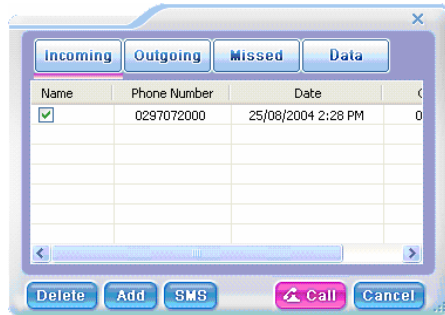 Incoming Outgoing Missed Data
Name Phone Number Date
0297072000 25/08/2004 2:28 PM
Delete Add SMS Call Cancel